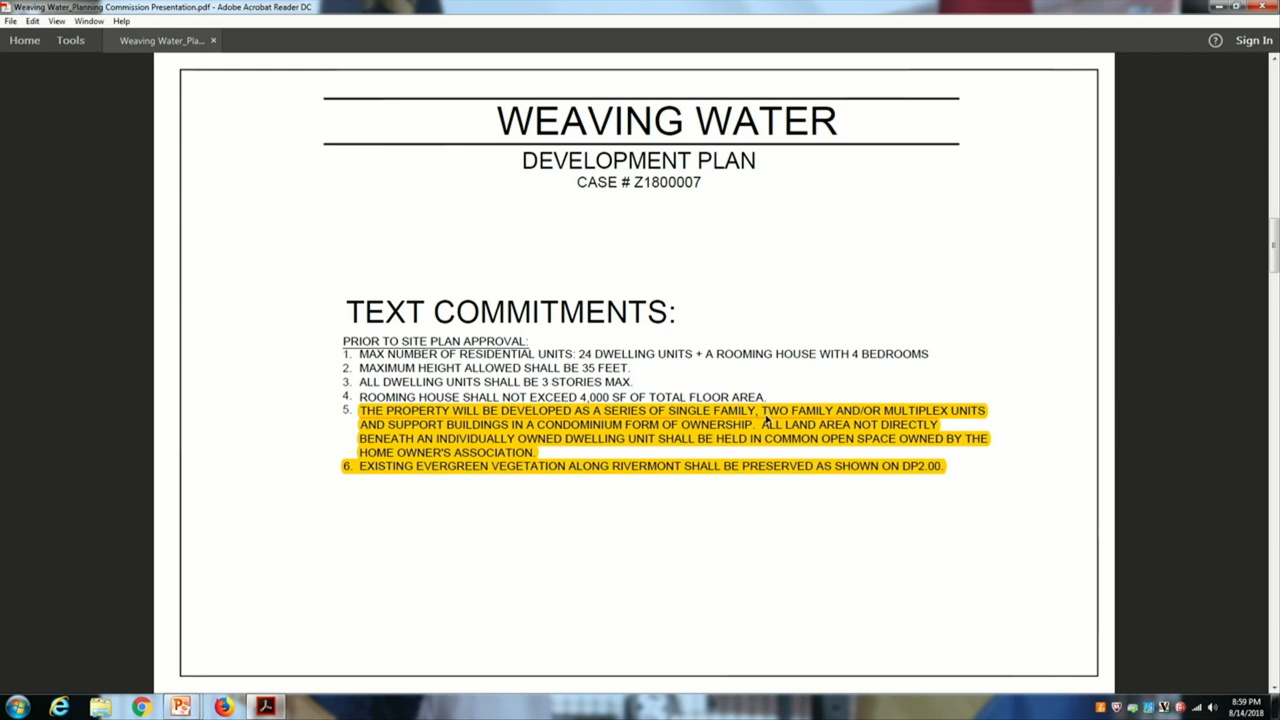 Weaving Water_Planning Commission Presentation.pdf - Adobe Acrobat Reader DC
File Edit View Window Help
Home Tools Weaving Water_Pla... × ? Sign In
WEAVING WATER
DEVELOPMENT PLAN
CASE # Z1800007
TEXT COMMITMENTS:
PRIOR TO SITE PLAN APPROVAL:
1. MAX NUMBER OF RESIDENTIAL UNITS: 24 DWELLING UNITS + A ROOMING HOUSE WITH 4 BEDROOMS
2. MAXIMUM HEIGHT ALLOWED SHALL BE 35 FEET.
3. ALL DWELLING UNITS SHALL BE 3 STORIES MAX.
4. ROOMING HOUSE SHALL NOT EXCEED 4,000 SF OF TOTAL FLOOR AREA.
5. THE PROPERTY WILL BE DEVELOPED AS A SERIES OF SINGLE FAMILY, TWO FAMILY AND/OR MULTIPLEX UNITS
AND SUPPORT BUILDINGS IN A CONDOMINIUM FORM OF OWNERSHIP. ALL LAND AREA NOT DIRECTLY
BENEATH AN INDIVIDUALLY OWNED DWELLING UNIT SHALL BE HELD IN COMMON OPEN SPACE OWNED BY THE
HOME OWNER'S ASSOCIATION.
6. EXISTING EVERGREEN VEGETATION ALONG RIVERMONT SHALL BE PRESERVED AS SHOWN ON DP2.00.
8:59 PM
8/14/2018